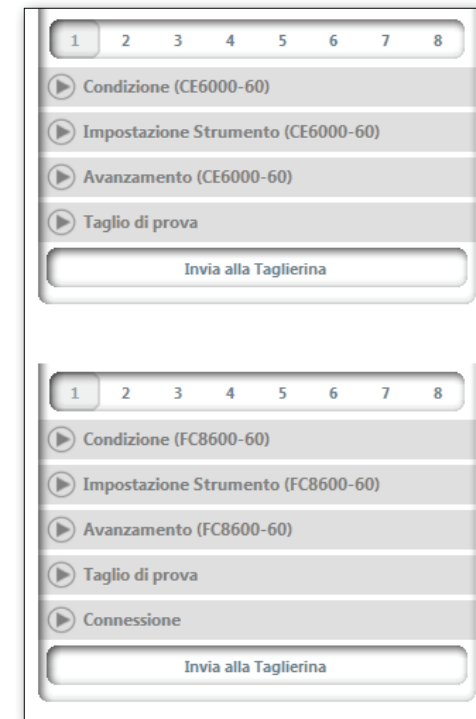 1 2 3 4 5 6 7 8
Condizione (CE6000-60)
Impostazione Strumento (CE6000-60)
Avanzamento (CE6000-60)
Taglio di prova
Invia alla Taglierina
1 2 3 4 5 6 7 8
Condizione (FC8600-60)
Impostazione Strumento (FC8600-60)
Avanzamento (FC8600-60)
Taglio di prova
Connessione
Invia alla Taglierina